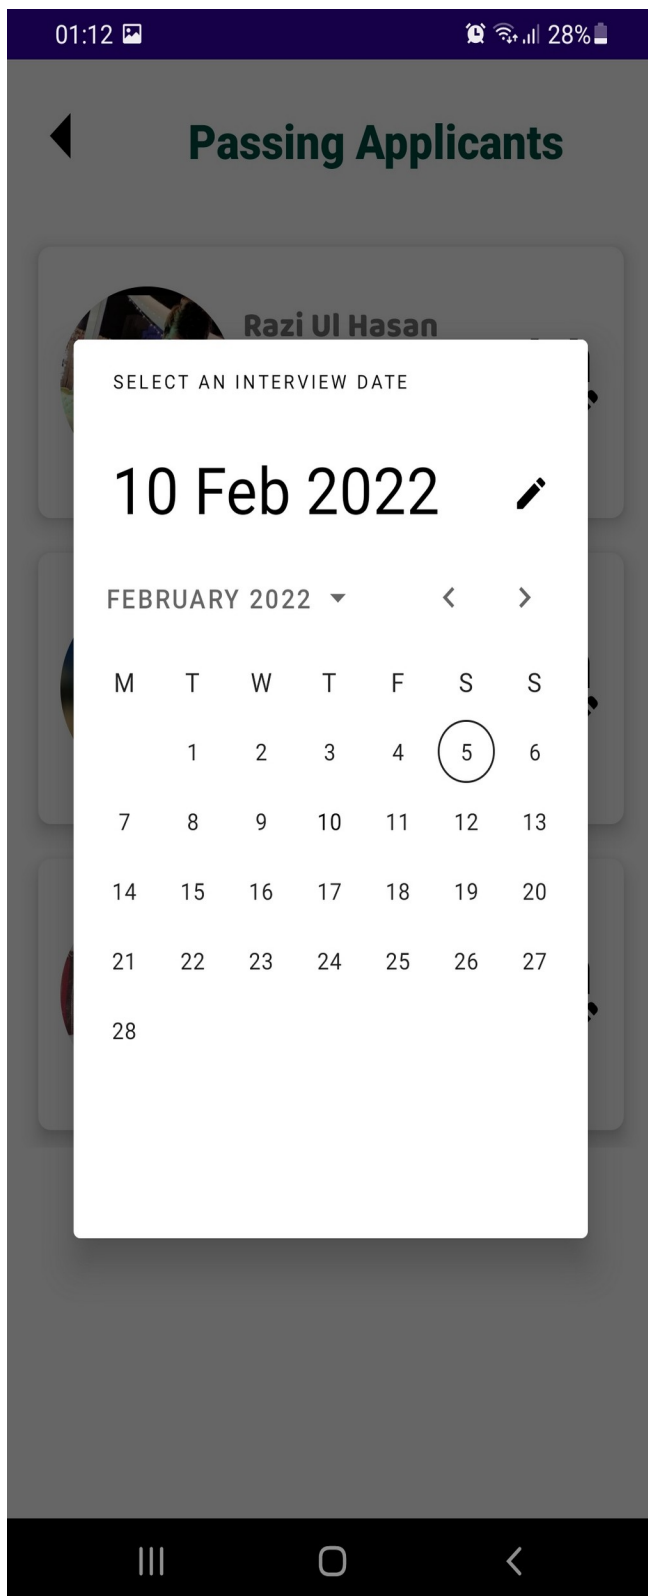 01:12 28%
Passing Applicants
Razi Ul Hasan
SELECT AN INTERVIEW DATE
10 Feb 2022
FEBRUARY 2022
M T W T F S S
1 2 3 4 5 6
7 8 9 10 11 12 13
14 15 16 17 18 19 20
21 22 23 24 25 26 27
28